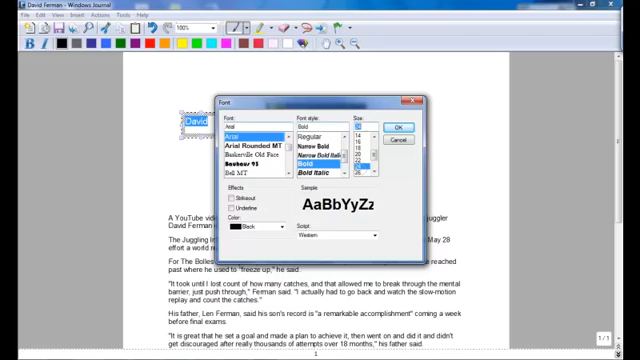 David Ferman - Windows Journal
File Edit View Insert Actions Tools Help
100%
B I
Font
David
Font: Font style: Size:
Arial Bold 24
Arial Regular 14
Arial Rounded MT Narrow Bold 16
Baskerville Old Face Narrow Bold Itali 18
Bauhaus 93 Bold 20
Bell MT Bold Italic 22
24
26
OK
Cancel
Effects
Strikeout
Underline
Color:
Black
Sample
AaBbYyZz
Script:
Western
A YouTube vide juggler
David Ferman
The Juggling In May 28
effort a world r
For The Bolles reached
past where he used to "freeze up," he said.
"It took until I lost count of how many catches, and that allowed me to break through the mental
barrier, just push through," Ferman said. "I actually had to go back and watch the slow-motion
replay and count the catches."
His father, Len Ferman, said his son's record is "a remarkable accomplishment" coming a week
before final exams.
"It is great that he set a goal and made a plan to achieve it, then went on and did it and didn't
get discouraged after really thousands of attempts over 18 months," his father said.
1 / 1
1